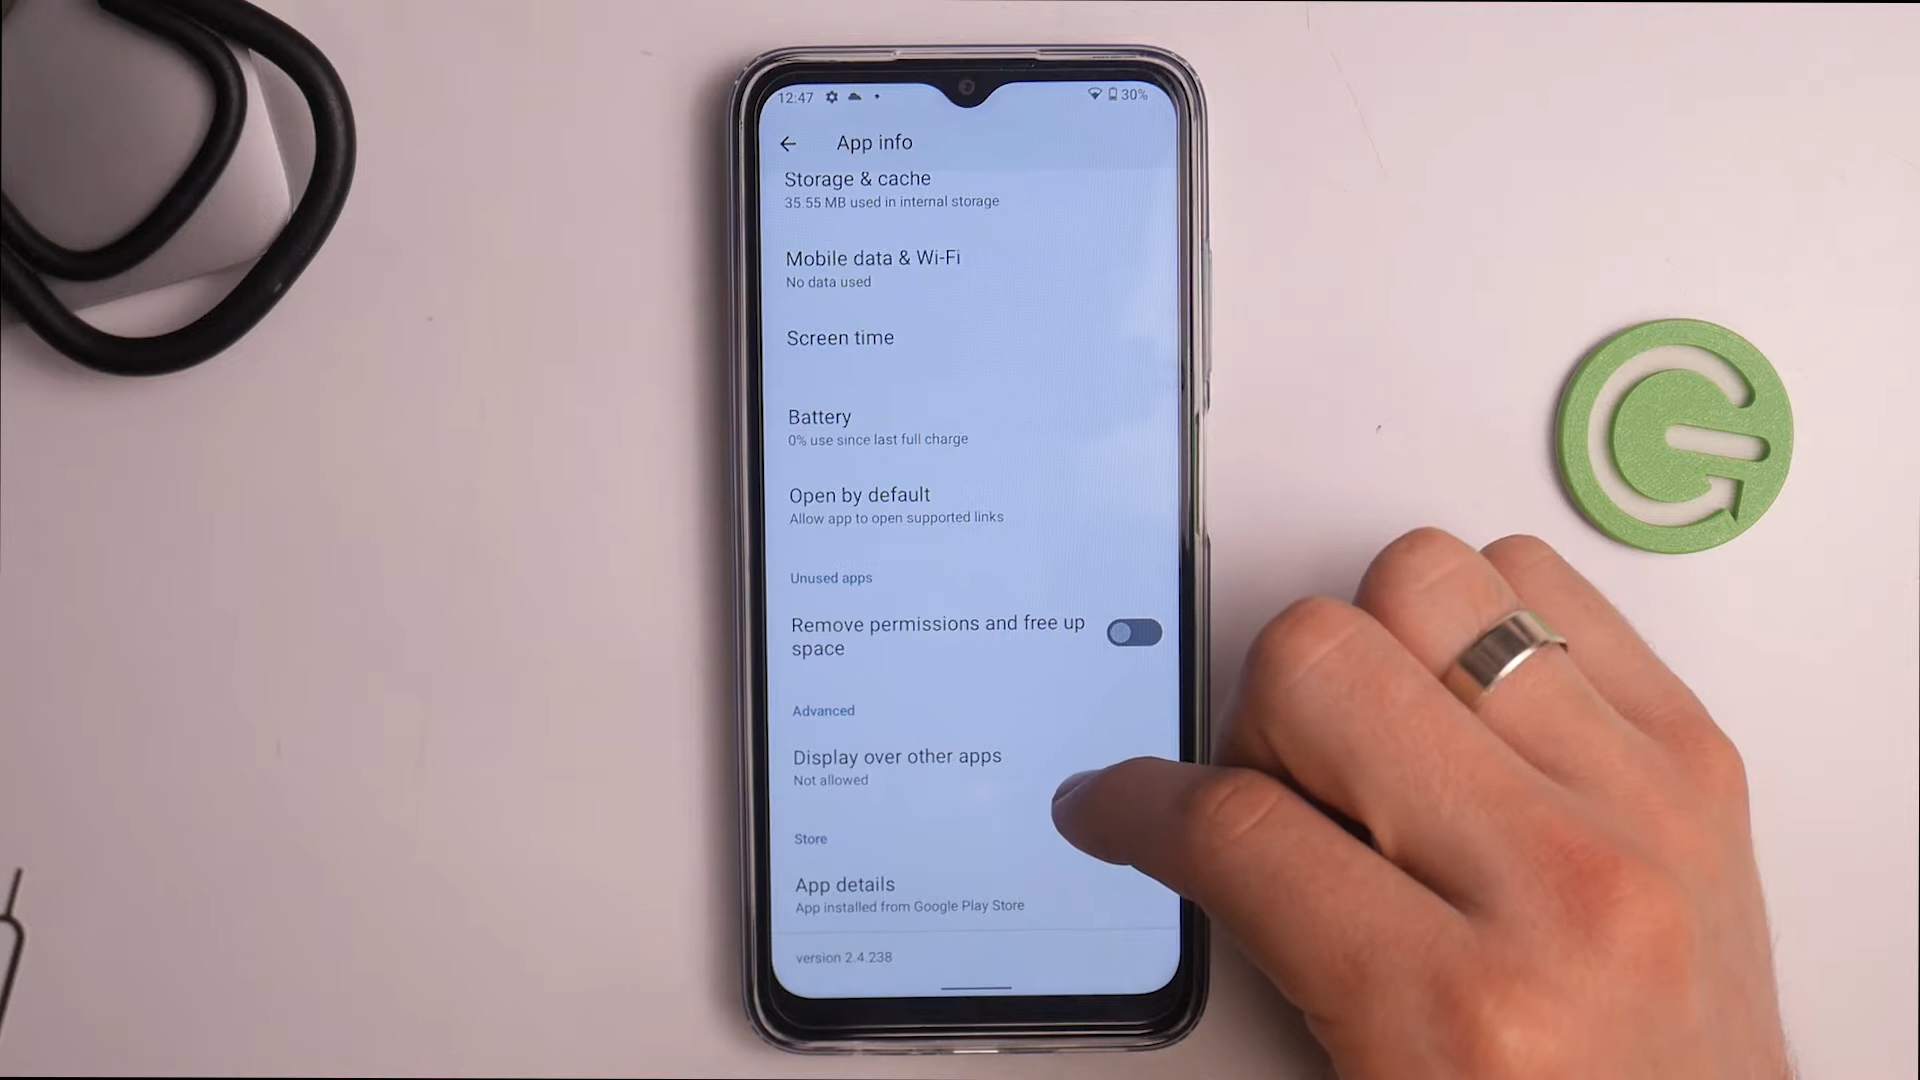 12:47
30%
App info
Storage & cache
35.55 MB used in internal storage
Mobile data & Wi-Fi
No data used
Screen time
Battery
0% use since last full charge
Open by default
Allow app to open supported links
Unused apps
Remove permissions and free up
space
Advanced
Display over other apps
Not allowed
Store
App details
App installed from Google Play Store
version 2.4.238